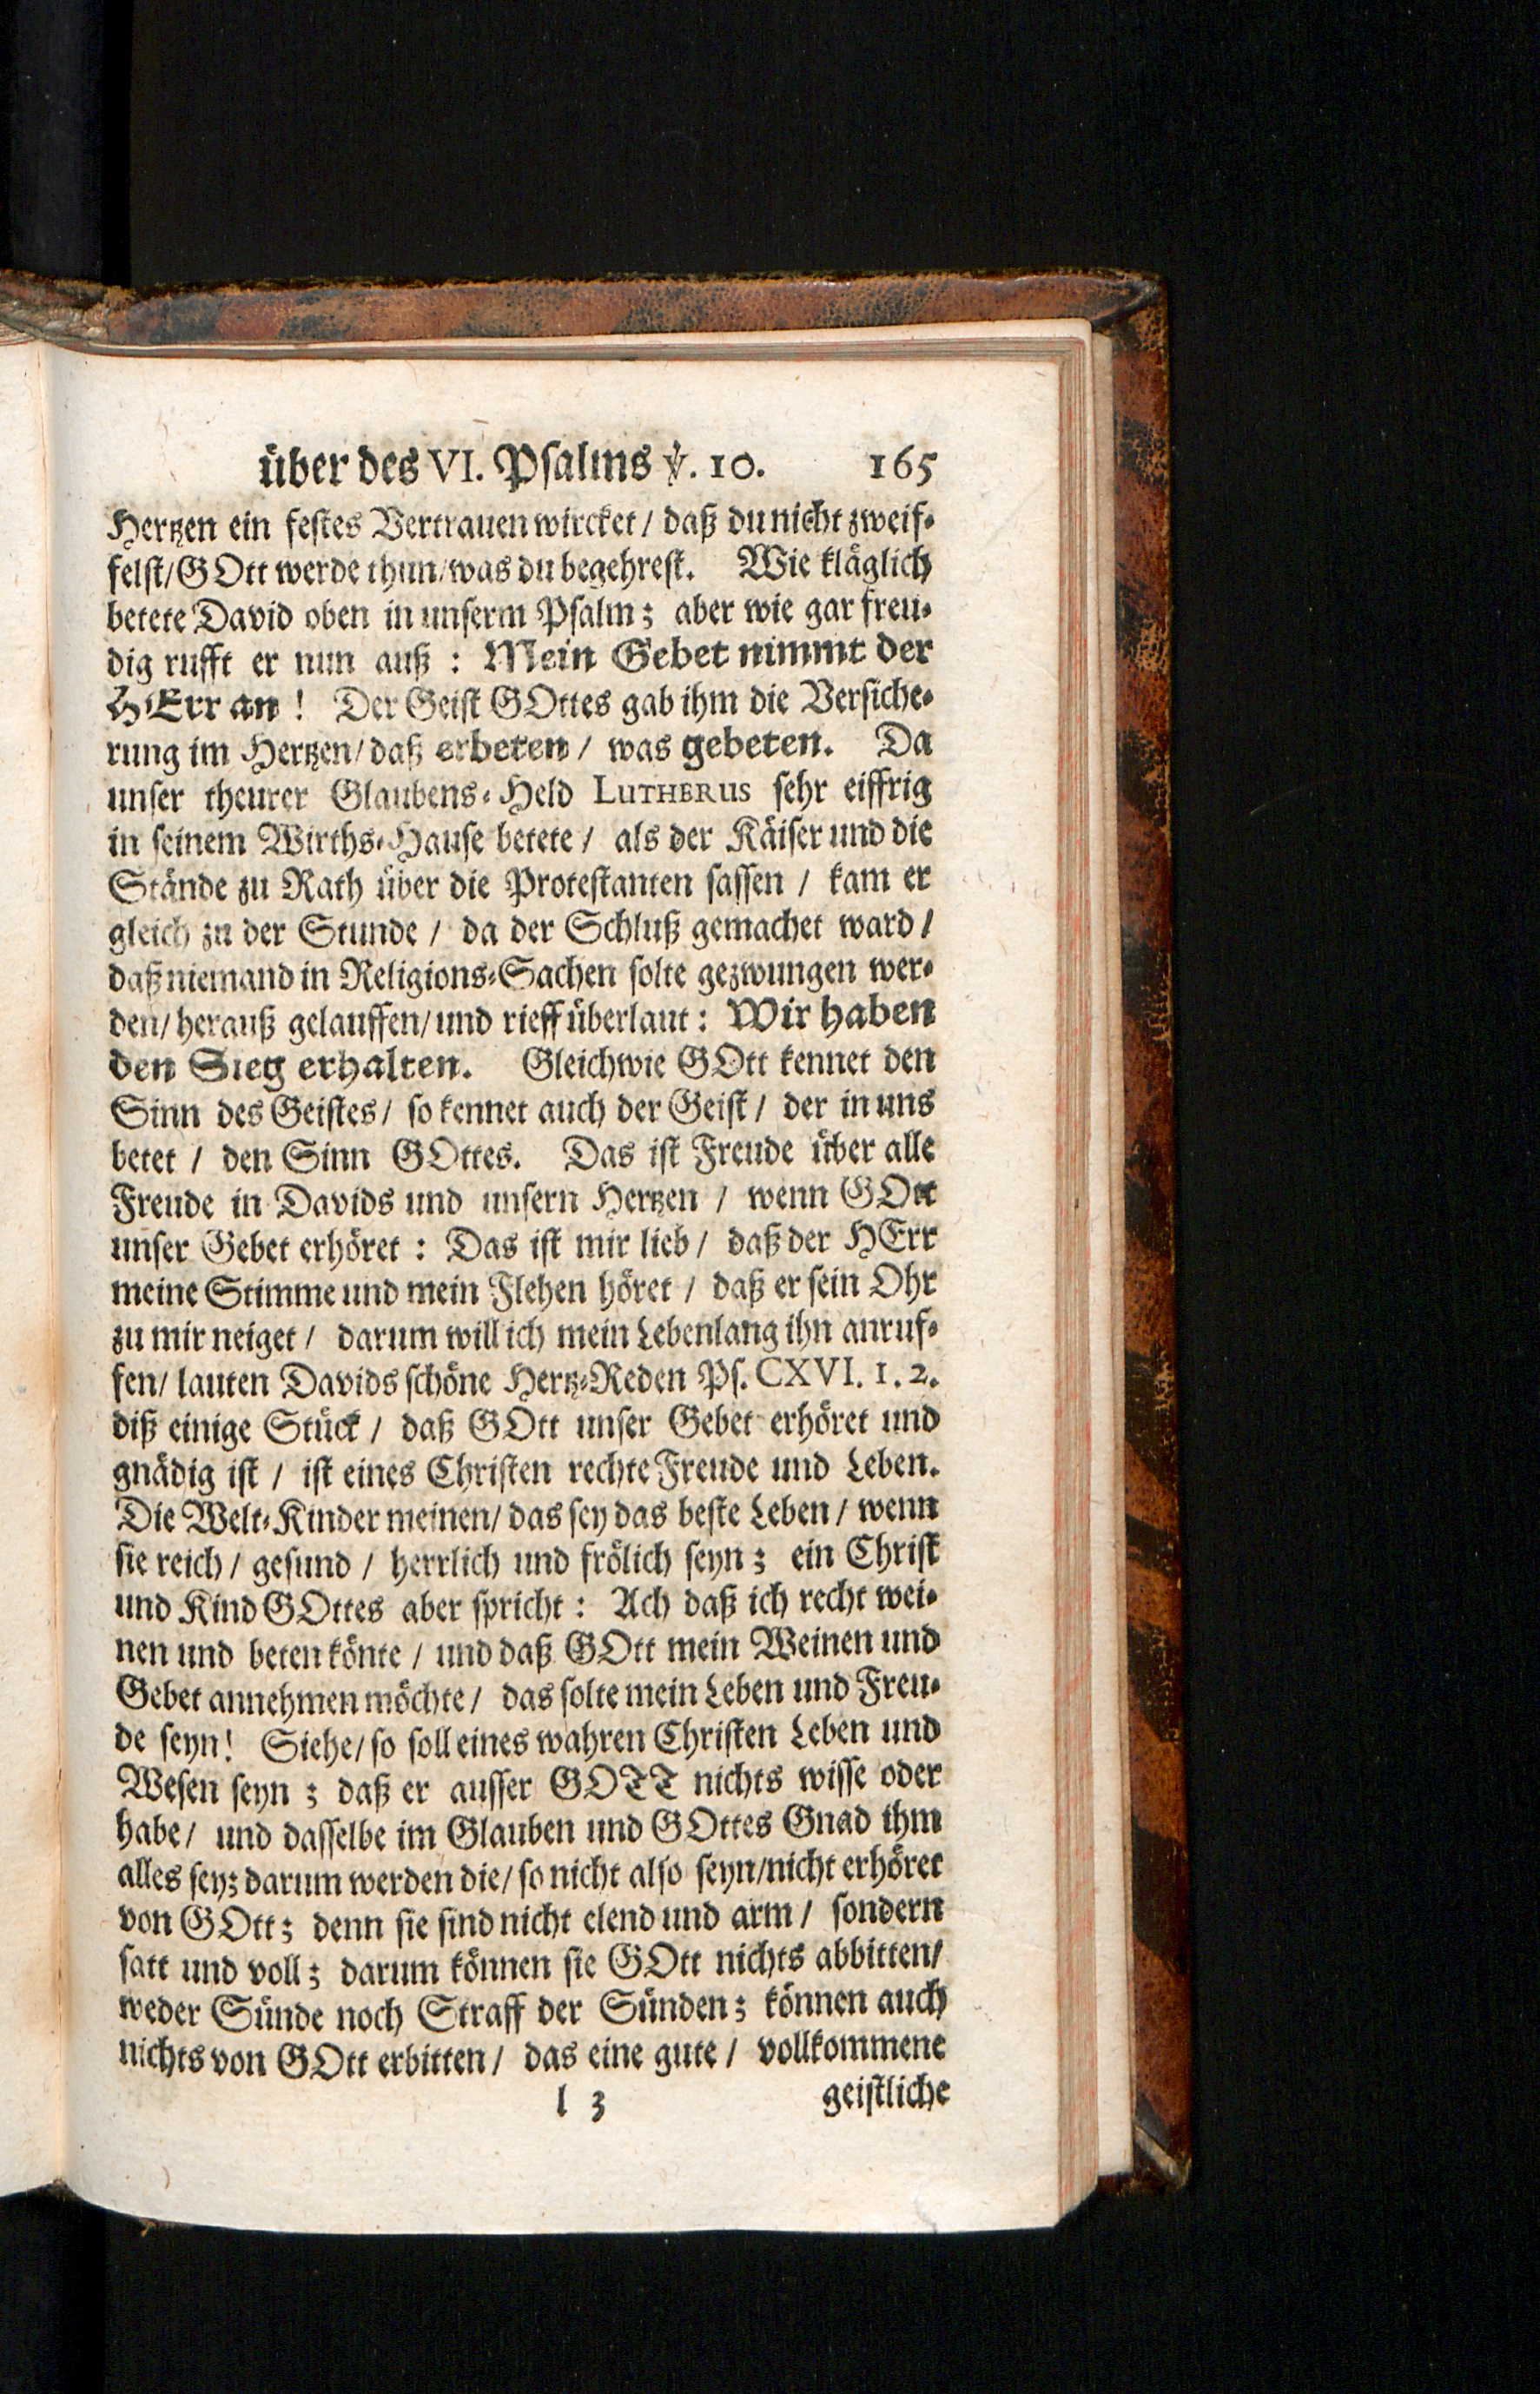 über des VI. Psalms ℣. 10. 165
Hertzen ein festes Vertrauen wircket / daß du nicht zweif-
felst / GOtt werde thun / was du begehrest. Wie kläglich
betete David oben in unserm Psalm; aber wie gar freu-
dig rufft er nun auß : Mein Gebet nimmt der
HErr an ! Der Geist GOttes gab ihm die Versiche-
rung im Hertzen / daß erbeten / was gebeten. Da
unser theurer Glaubens-Held LUTHERUS sehr eiffrig
in seinem Wirths-Hause betete / als der Käiser und die
Stände zu Rath über die Protestanten sassen / kam er
gleich zu der Stunde / da der Schluß gemachet ward /
daß niemand in Religions-Sachen solte gezwungen wer-
den / herauß gelauffen / und rieff überlaut : Wir haben
den Sieg erhalten. Gleichwie GOtt kennet den
Sinn des Geistes / so kennet auch der Geist / der in uns
betet / den Sinn GOttes. Das ist Freude über alle
Freude in Davids und unsern Hertzen / wenn GOtt
unser Gebet erhöret : Das ist mir lieb / daß der HErr
meine Stimme und mein Flehen höret / daß er sein Ohr
zu mir neiget / darum will ich mein Lebenlang ihn anruf-
fen / lauten Davids schöne Hertz-Reden Ps. CXVI. 1. 2.
diß einige Stück / daß GOtt unser Gebet erhöret und
gnädig ist / ist eines Christen rechte Freude und Leben.
Die Welt-Kinder meinen / das sey das beste Leben / wenn
sie reich / gesund / herrlich und frölich seyn; ein Christ
und Kind GOttes aber spricht : Ach daß ich recht wei-
nen und beten könte / und daß GOtt mein Weinen und
Gebet annehmen möchte / das solte mein Leben und Freu-
de seyn! Siehe / so soll eines wahren Christen Leben und
Wesen seyn; daß er ausser GOTT nichts wisse oder
habe / und dasselbe im Glauben und GOttes Gnad ihm
alles sey; darum werden die / so nicht also seyn / nicht erhöret
von GOtt; denn sie sind nicht elend und arm / sondern
satt und voll; darum können sie GOtt nichts abbitten /
weder Sünde noch Straff der Sünden; können auch
nichts von GOtt erbitten / das eine gute / vollkommene
l 3 geistliche